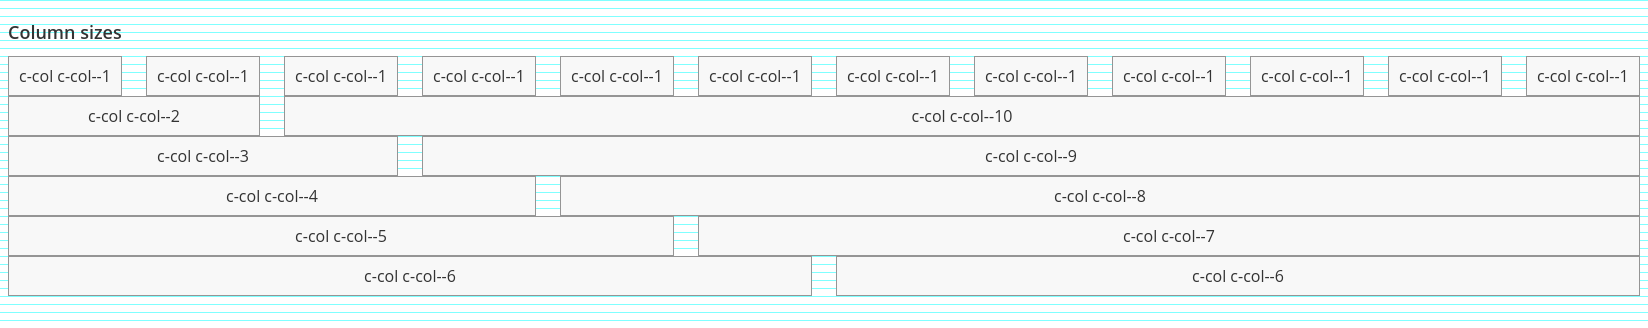 Column sizes
c-col c-col--1 c-col c-col--1 c-col c-col--1 c-col c-col--1 c-col c-col--1 c-col c-col--1 c-col c-col--1 c-col c-col--1 c-col c-col--1 c-col c-col--1 c-col c-col--1 c-col c-col--1
c-col c-col--2 c-col c-col--10
c-col c-col--3 c-col c-col--9
c-col c-col--4 c-col c-col--8
c-col c-col--5 c-col c-col--7
c-col c-col--6 c-col c-col--6